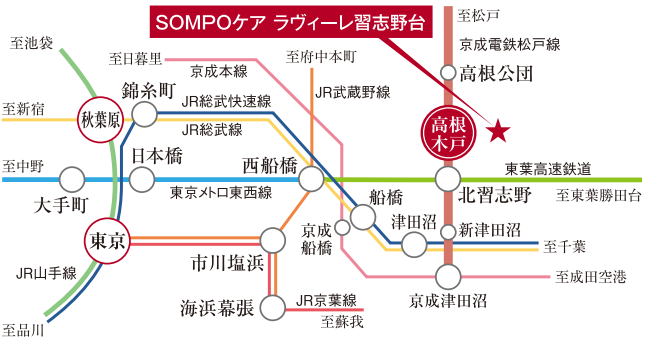 SOMPOケア ラヴィーレ習志野台
至松戸
京成電鉄松戸線
至池袋
至日暮里
京成本線
至府中本町
高根公団
錦糸町
JR総武快速線
JR武蔵野線
至新宿
秋葉原
JR総武線
高根
木戸
日本橋
西船橋
至中野
東葉高速鉄道
大手町
東京メトロ東西線
船橋
北習志野
至東葉勝田台
津田沼
東京
京成
船橋
新津田沼
至千葉
市川塩浜
JR山手線
至成田空港
海浜幕張
JR京葉線
京成津田沼
至品川
至蘇我